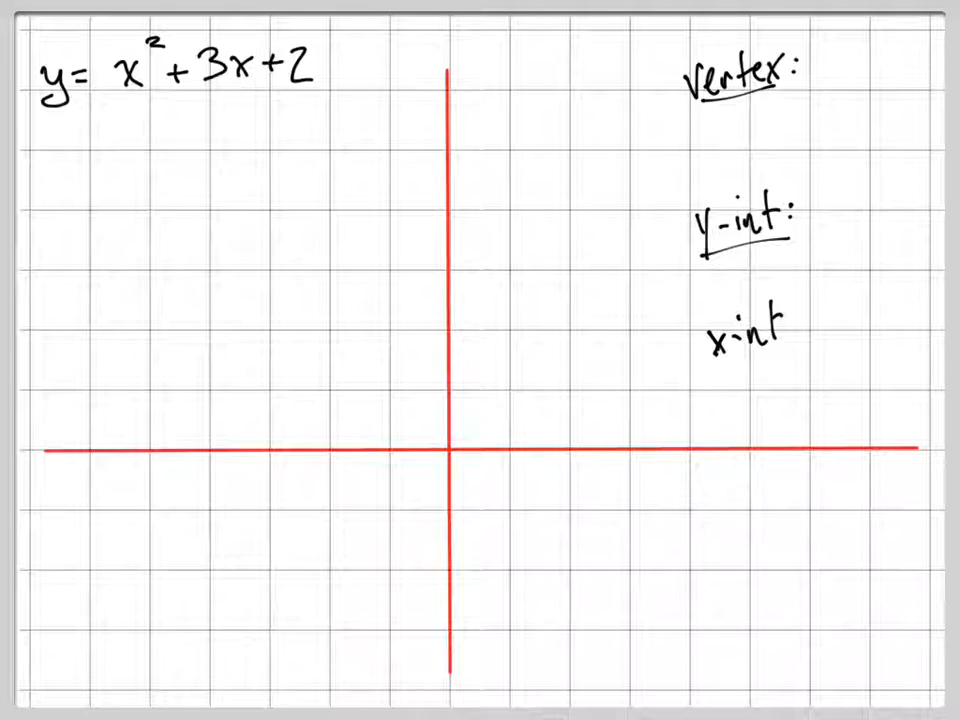 y = x² + 3x + 2
vertex:
y-int:
x-int